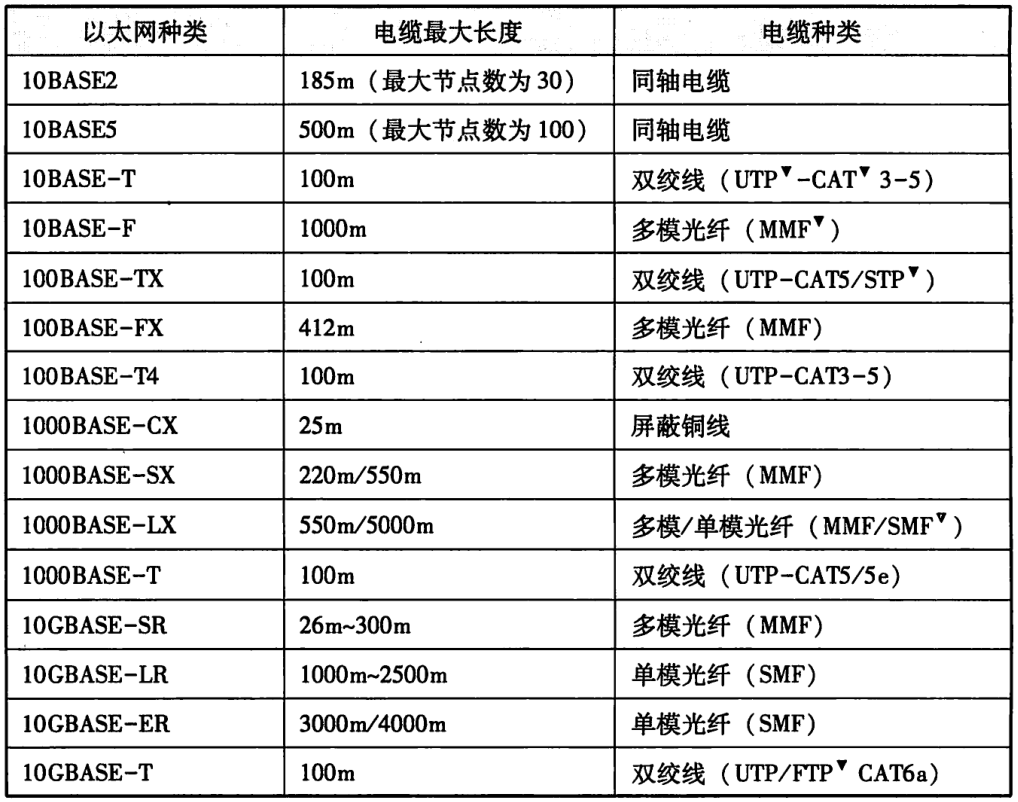 以太网种类 电缆最大长度 电缆种类
10BASE2 185m（最大节点数为30） 同轴电缆
10BASE5 500m（最大节点数为100） 同轴电缆
10BASE-T 100m 双绞线（UTP▼-CAT▼ 3-5）
10BASE-F 1000m 多模光纤（MMF▼）
100BASE-TX 100m 双绞线（UTP-CAT5/STP▼）
100BASE-FX 412m 多模光纤（MMF）
100BASE-T4 100m 双绞线（UTP-CAT3-5）
1000BASE-CX 25m 屏蔽铜线
1000BASE-SX 220m/550m 多模光纤（MMF）
1000BASE-LX 550m/5000m 多模/单模光纤（MMF/SMF▼）
1000BASE-T 100m 双绞线（UTP-CAT5/5e）
10GBASE-SR 26m~300m 多模光纤（MMF）
10GBASE-LR 1000m~2500m 单模光纤（SMF）
10GBASE-ER 3000m/4000m 单模光纤（SMF）
10GBASE-T 100m 双绞线（UTP/FTP▼ CAT6a）